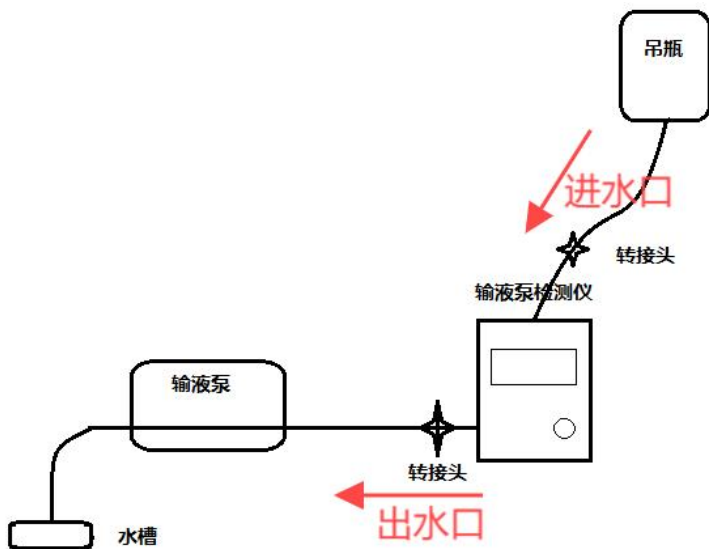 吊瓶
进水口
转接头
输液泵检测仪
输液泵
转接头
出水口
水槽